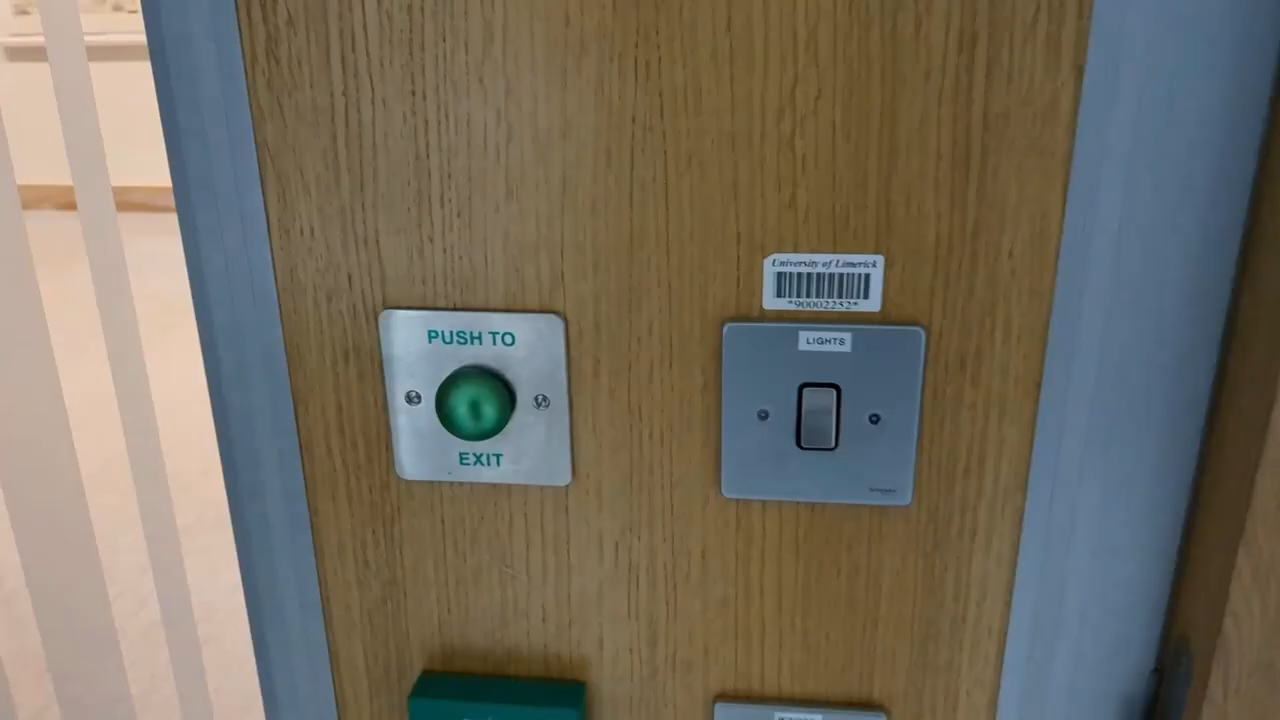 University of Limerick
*90002252*
PUSH TO
EXIT
LIGHTS